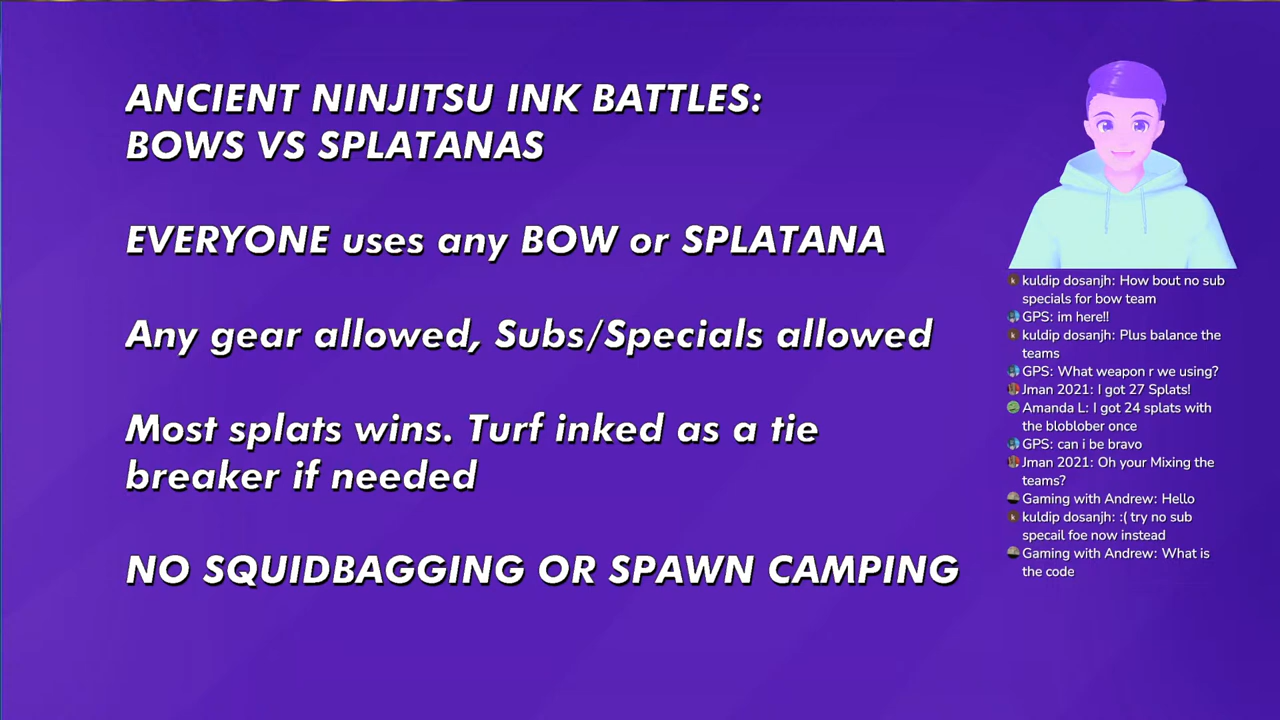 ANCIENT NINJITSU INK BATTLES:
BOWS VS SPLATANAS
EVERYONE uses any BOW or SPLATANA
Any gear allowed, Subs/Specials allowed
Most splats wins. Turf inked as a tie
breaker if needed
NO SQUIDBAGGING OR SPAWN CAMPING
kuldip dosanjh: How bout no sub
specials for bow team
GPS: im here!!
kuldip dosanjh: Plus balance the
teams
GPS: What weapon r we using?
Jman 2021: I got 27 Splats!
Amanda L: I got 24 splats with
the bloblober once
GPS: can i be bravo
Jman 2021: Oh your Mixing the
teams?
Gaming with Andrew: Hello
kuldip dosanjh: :( try no sub
specail foe now instead
Gaming with Andrew: What is
the code